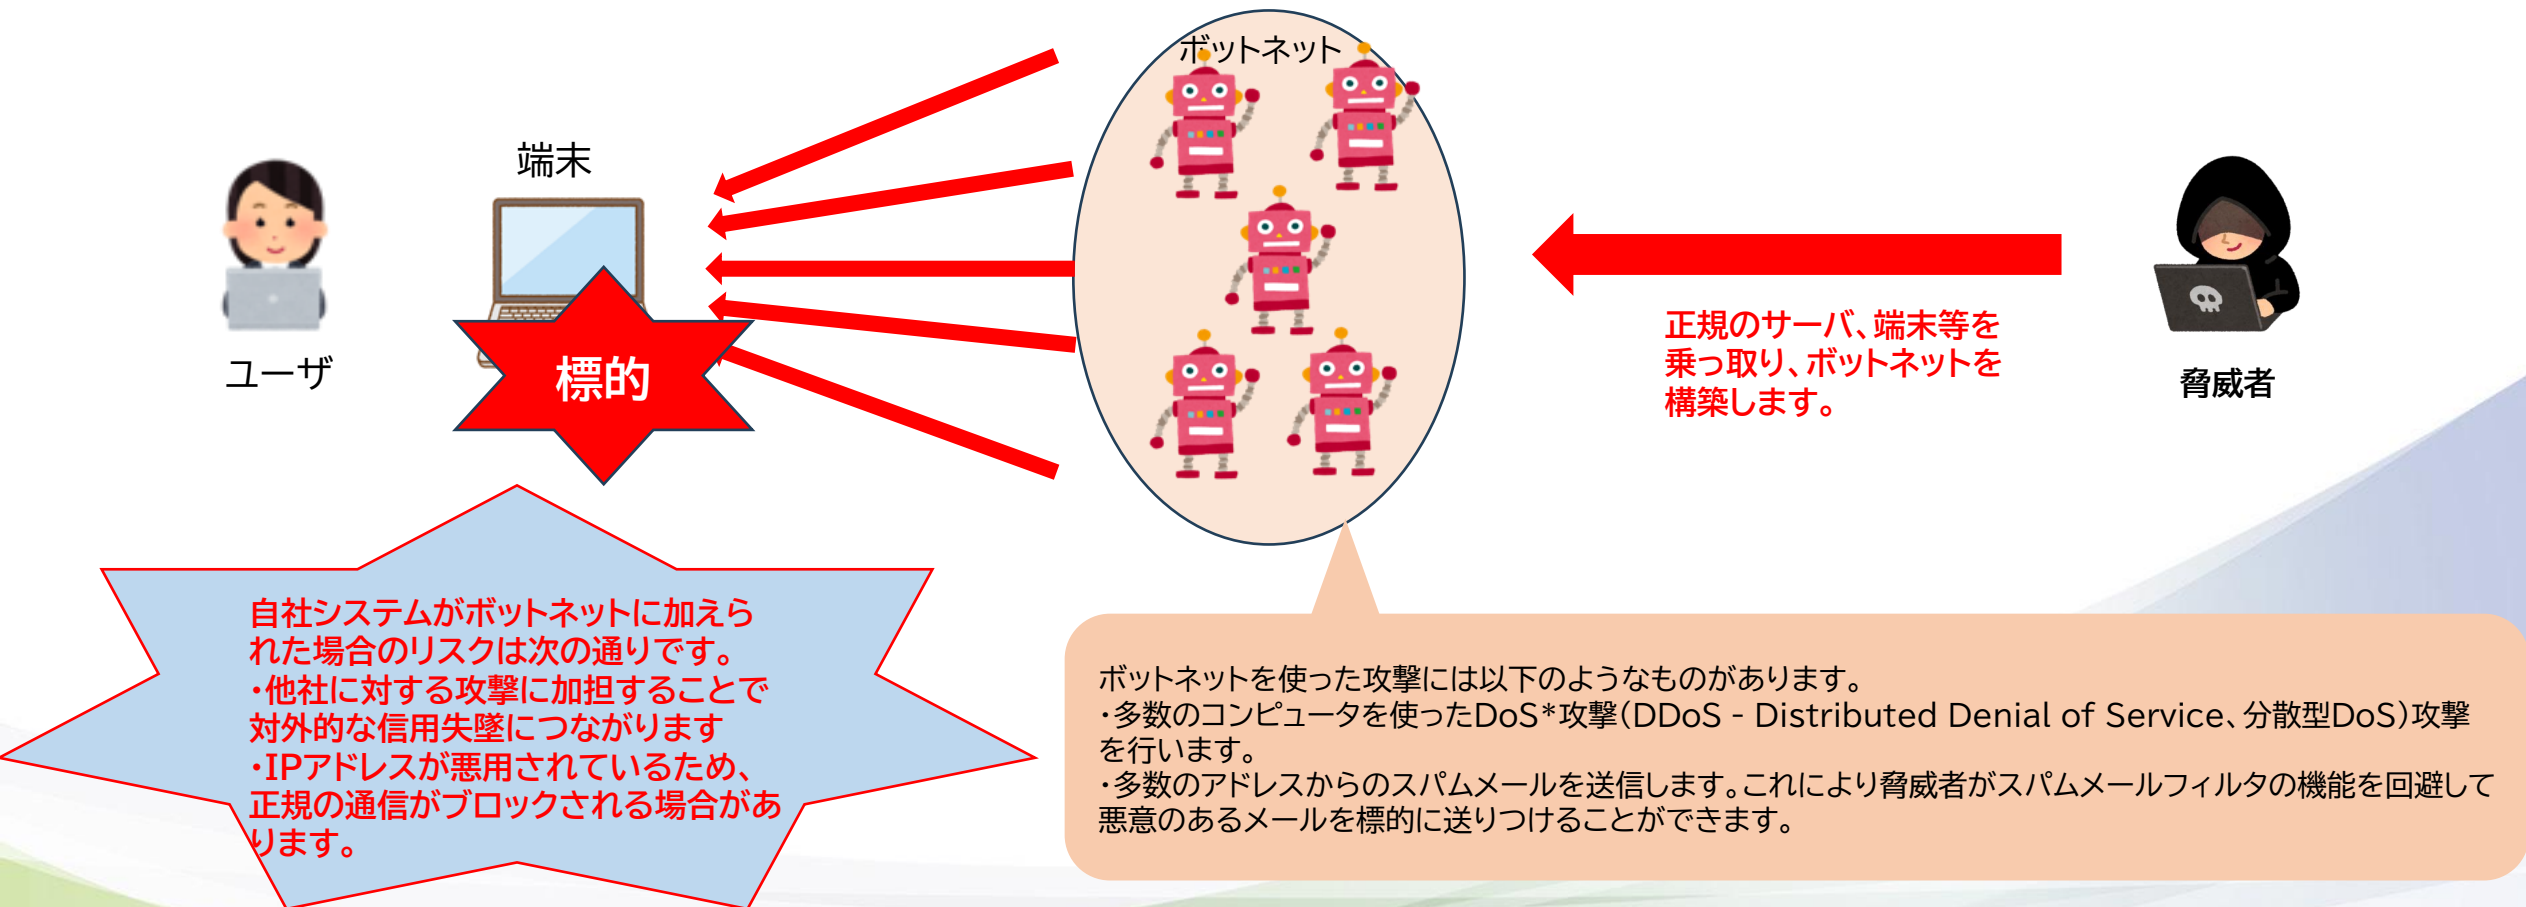 ボットネット
端末
ユーザ
標的
正規のサーバ、端末等を
乗っ取り、ボットネットを
構築します。
脅威者
自社システムがボットネットに加えら
れた場合のリスクは次の通りです。
・他社に対する攻撃に加担することで
対外的な信用失墜につながります
・IPアドレスが悪用されているため、
正規の通信がブロックされる場合があ
ります。
ボットネットを使った攻撃には以下のようなものがあります。
・多数のコンピュータを使ったDoS*攻撃(DDoS - Distributed Denial of Service、分散型DoS)攻撃
を行います。
・多数のアドレスからのスパムメールを送信します。これにより脅威者がスパムメールフィルタの機能を回避して
悪意のあるメールを標的に送りつけることができます。